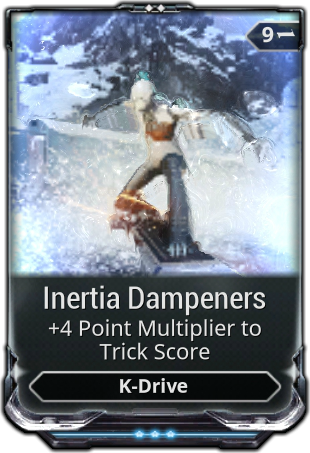 9
Inertia Dampeners
+4 Point Multiplier to
Trick Score
K-Drive